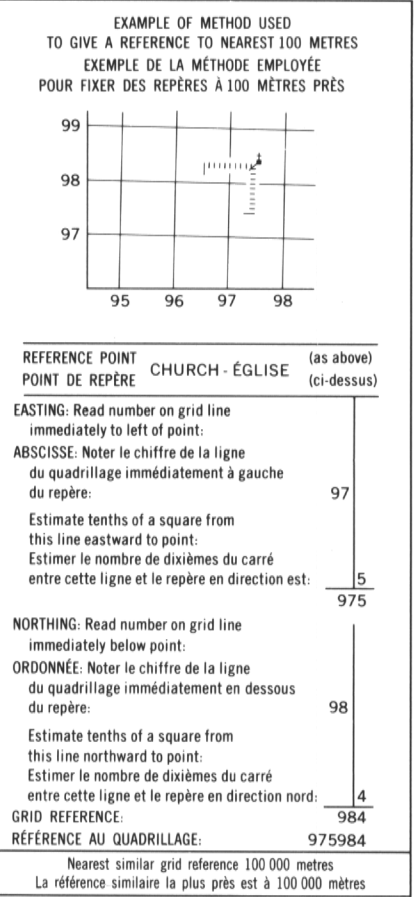 EXAMPLE OF METHOD USED
TO GIVE A REFERENCE TO NEAREST 100 METRES
EXEMPLE DE LA MÉTHODE EMPLOYÉE
POUR FIXER DES REPÈRES À 100 MÈTRES PRÈS
99
98
97
95 96 97 98
REFERENCE POINT
POINT DE REPÈRE
CHURCH - ÉGLISE
(as above)
(ci-dessus)
EASTING: Read number on grid line
immediately to left of point:
ABSCISSE: Noter le chiffre de la ligne
du quadrillage immédiatement à gauche
du repère: 97
Estimate tenths of a square from
this line eastward to point:
Estimer le nombre de dixièmes du carré
entre cette ligne et le repère en direction est: 5
975
NORTHING: Read number on grid line
immediately below point:
ORDONNÉE: Noter le chiffre de la ligne
du quadrillage immédiatement en dessous
du repère: 98
Estimate tenths of a square from
this line northward to point:
Estimer le nombre de dixièmes du carré
entre cette ligne et le repère en direction nord: 4
GRID REFERENCE: 984
RÉFÉRENCE AU QUADRILLAGE: 975984
Nearest similar grid reference 100 000 metres
La référence similaire la plus près est à 100 000 mètres